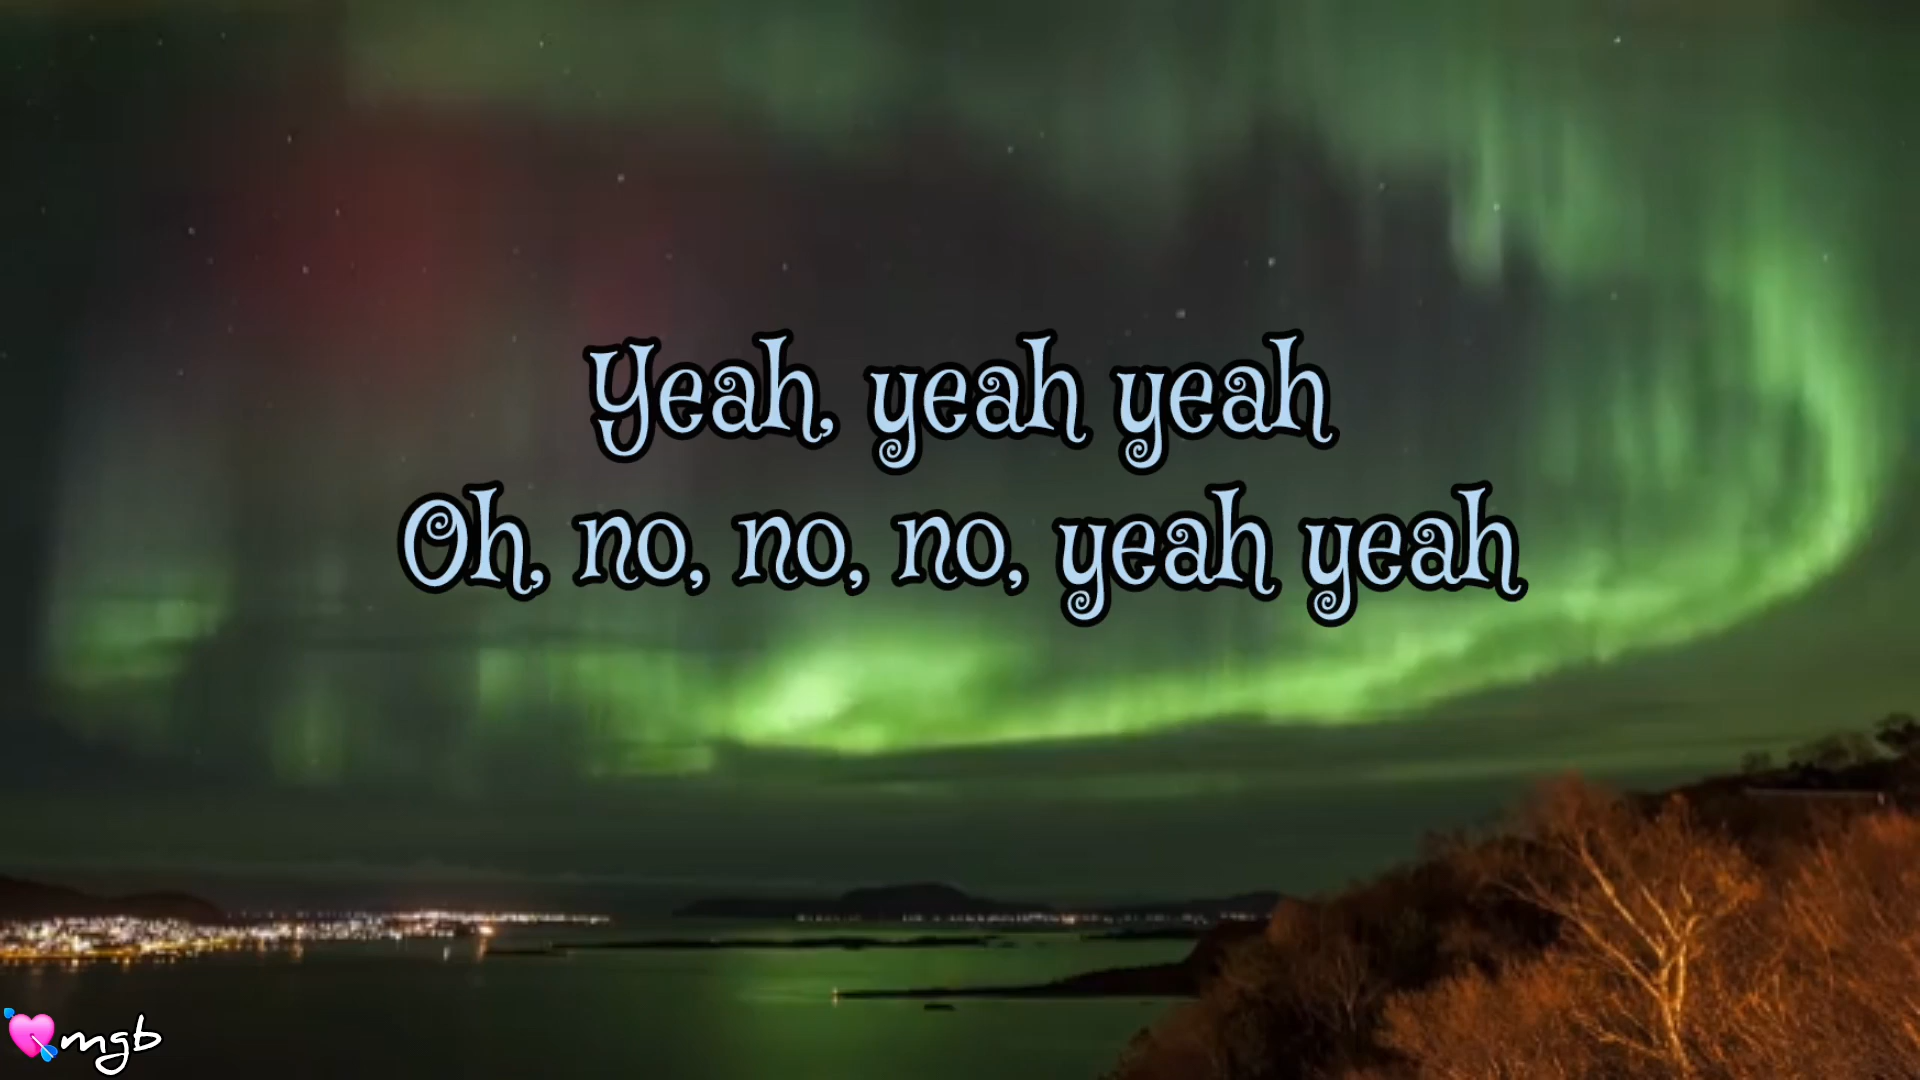 Yeah, yeah yeah
Oh, no, no, no, yeah yeah
mgb